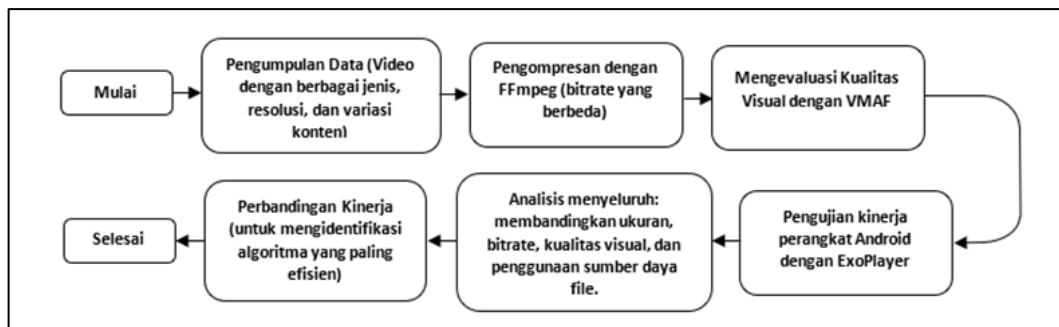 Mulai
Pengumpulan Data (Video
dengan berbagai jenis,
resolusi, dan variasi
konten)
Pengompresan dengan
FFmpeg (bitrate yang
berbeda)
Mengevaluasi Kualitas
Visual dengan VMAF
Pengujian kinerja
perangkat Android
dengan ExoPlayer
Analisis menyeluruh:
membandingkan ukuran,
bitrate, kualitas visual, dan
penggunaan sumber daya
file.
Perbandingan Kinerja
(untuk mengidentifikasi
algoritma yang paling
efisien)
Selesai